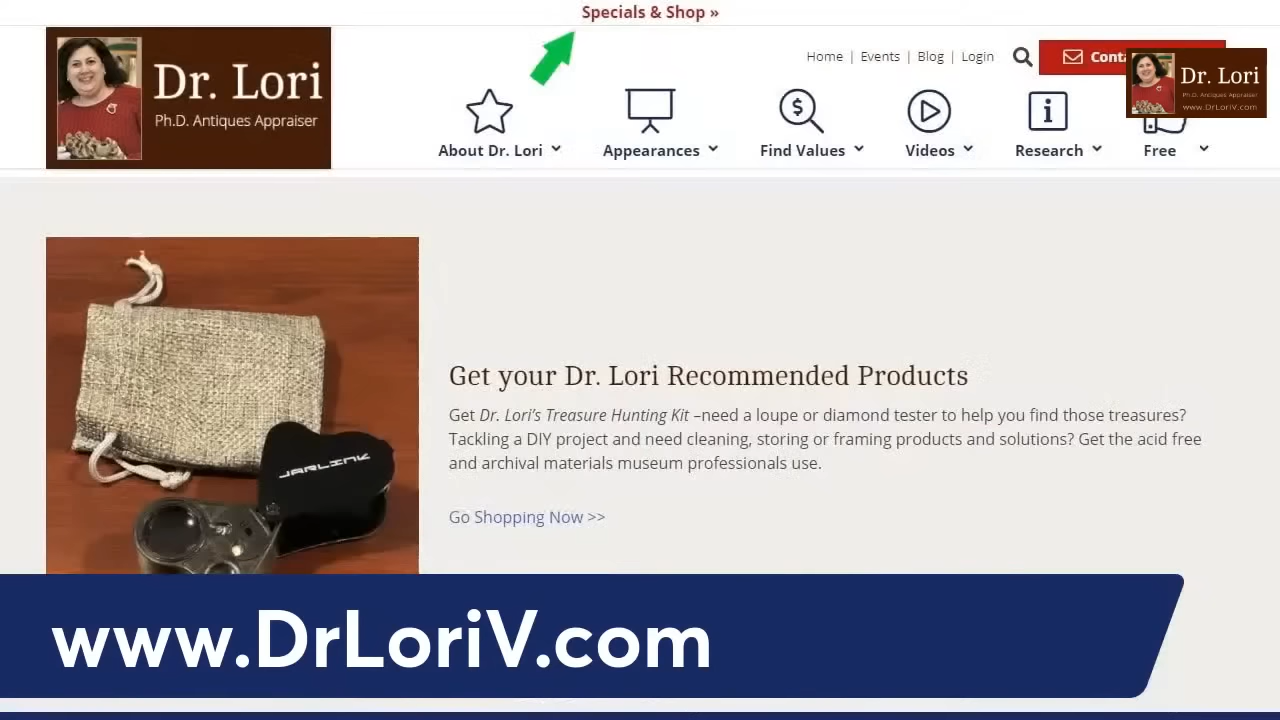 Specials & Shop »
Dr. Lori
Ph.D. Antiques Appraiser
Home | Events | Blog | Login
Conta
Dr. Lori
Ph.D. Antiques Appraiser
www.DrLoriV.com
About Dr. Lori
Appearances
Find Values
Videos
Research
Free
JARLINK
Get your Dr. Lori Recommended Products
Get Dr. Lori's Treasure Hunting Kit –need a loupe or diamond tester to help you find those treasures?
Tackling a DIY project and need cleaning, storing or framing products and solutions? Get the acid free
and archival materials museum professionals use.
Go Shopping Now >>
www.DrLoriV.com